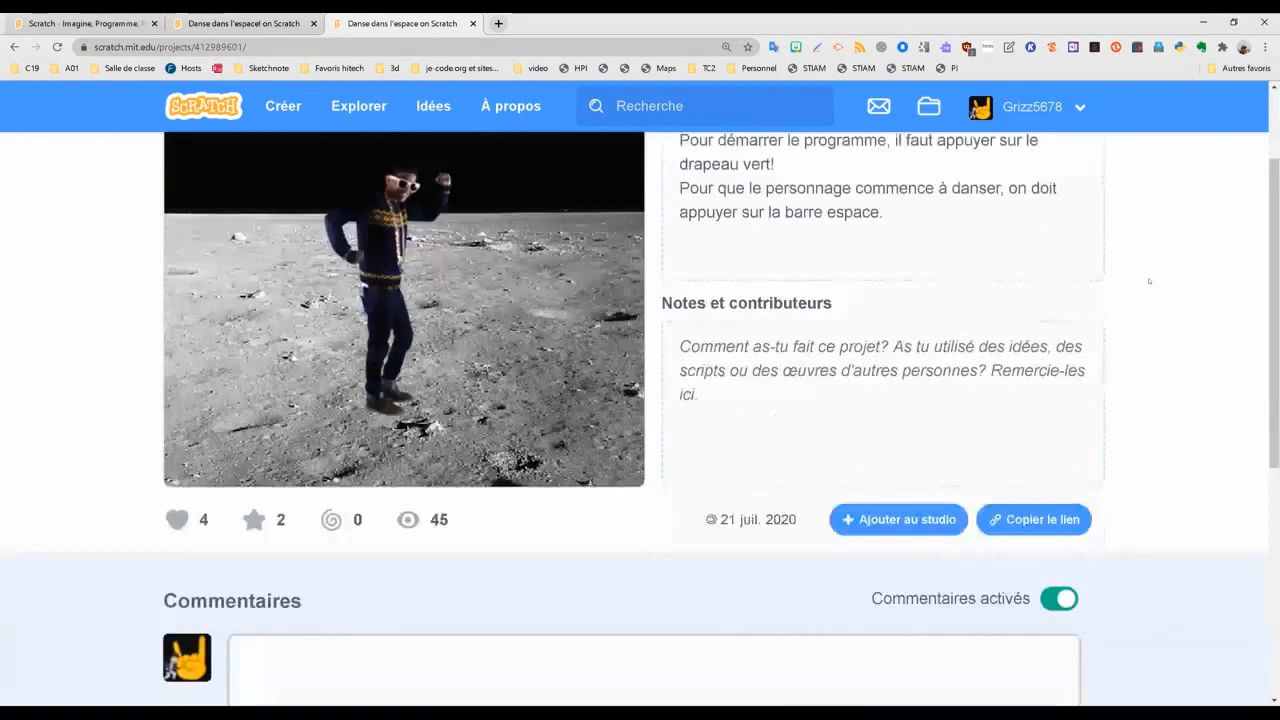 Scratch - Imagine, Programme,
Danse dans l'espace! on Scratch
Danse dans l'espace on Scratch
scratch.mit.edu/projects/412989601/
C19
A01
Salle de classe
Hosts
Sketchnote
Favoris hitech
3d
je-code.org et sites...
video
HPI
Maps
TC2
Personnel
STIAM
STIAM
STIAM
PI
Autres favoris
SCRATCH
Créer
Explorer
Idées
À propos
Recherche
Grizz5678
Pour démarrer le programme, il faut appuyer sur le
drapeau vert!
Pour que le personnage commence à danser, on doit
appuyer sur la barre espace.
Notes et contributeurs
Comment as-tu fait ce projet? As tu utilisé des idées, des
scripts ou des œuvres d'autres personnes? Remercie-les
ici.
4
2
0
45
© 21 juil. 2020
Ajouter au studio
Copier le lien
Commentaires
Commentaires activés